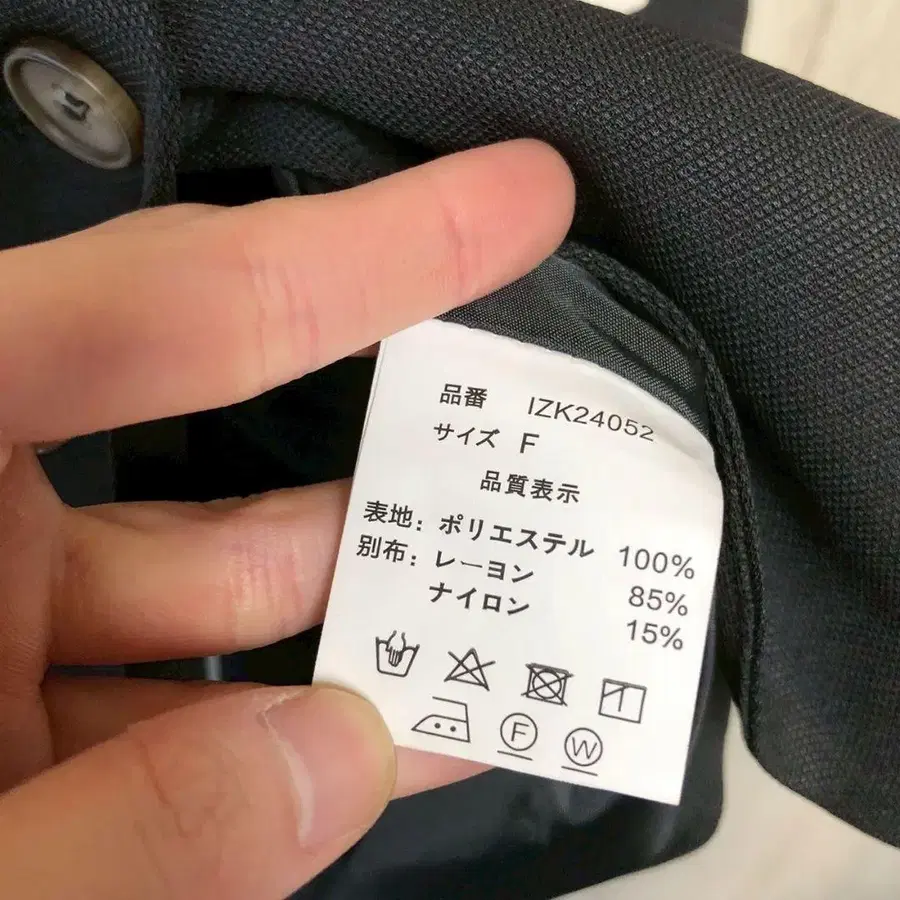 品番 IZK24052
サイズ F
品質表示
表地: ポリエステル 100%
別布: レーヨン 85%
ナイロン 15%
F W